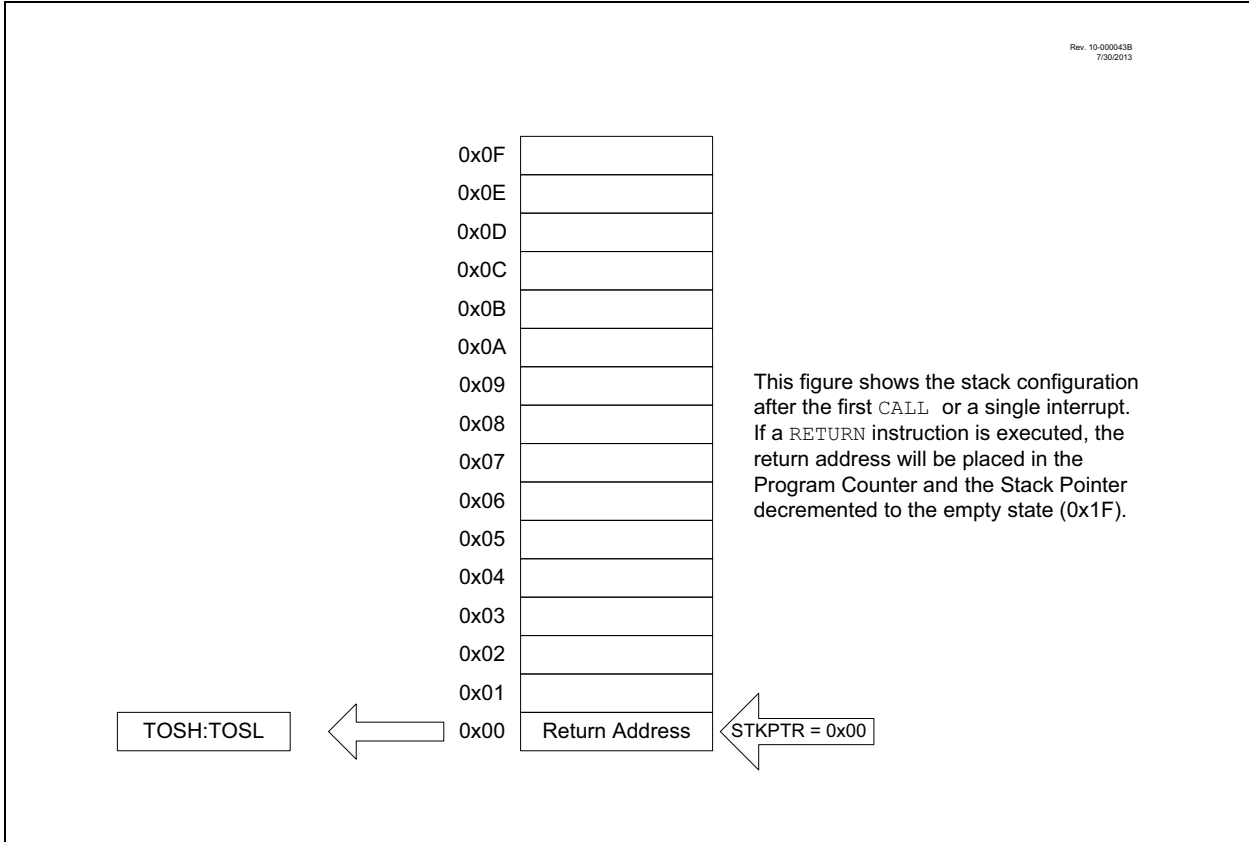 Rev. 10-000043B
7/30/2013
0x0F
0x0E
0x0D
0x0C
0x0B
0x0A
0x09
0x08
0x07
0x06
0x05
0x04
0x03
0x02
0x01
0x00
This figure shows the stack configuration
after the first CALL or a single interrupt.
If a RETURN instruction is executed, the
return address will be placed in the
Program Counter and the Stack Pointer
decremented to the empty state (0x1F).
TOSH:TOSL
Return Address
STKPTR = 0x00